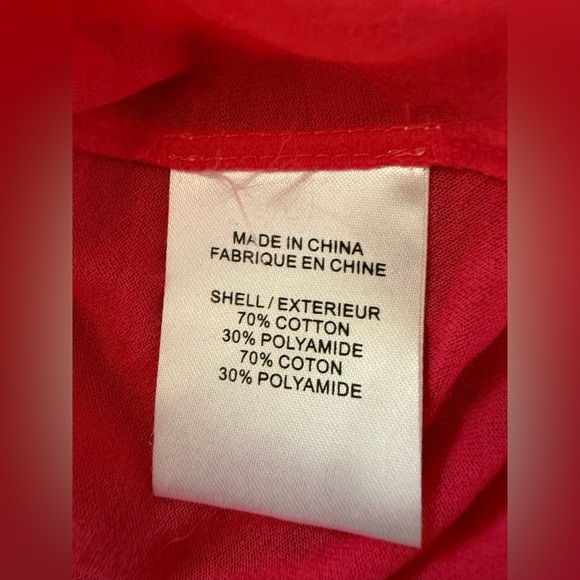 MADE IN CHINA
FABRIQUE EN CHINE
SHELL / EXTERIEUR
70% COTTON
30% POLYAMIDE
70% COTON
30% POLYAMIDE